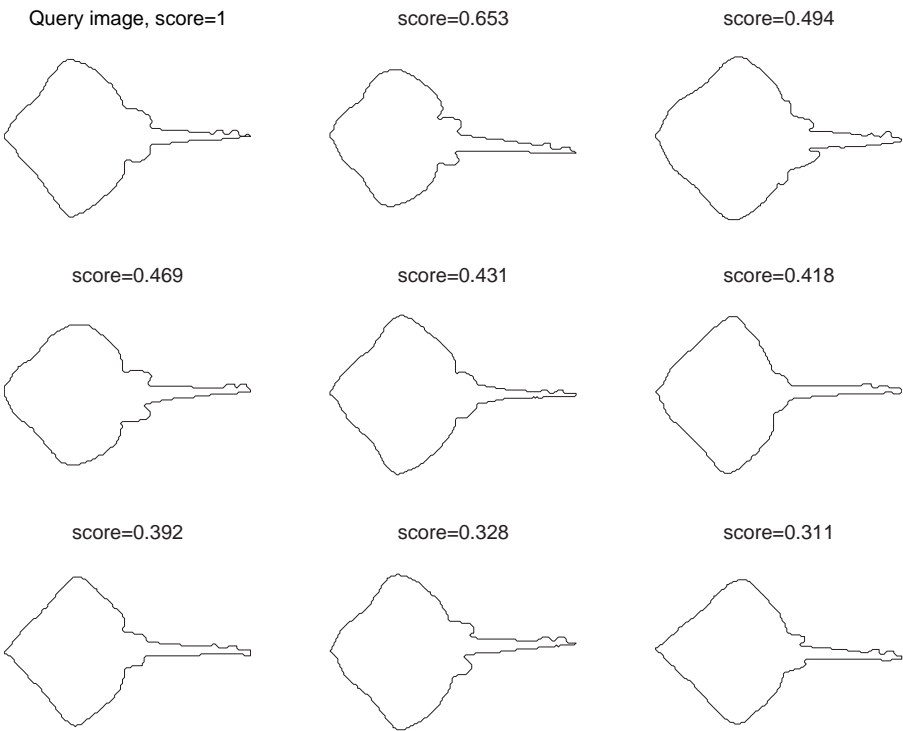 Query image, score=1
score=0.653
score=0.494
score=0.469
score=0.431
score=0.418
score=0.392
score=0.328
score=0.311